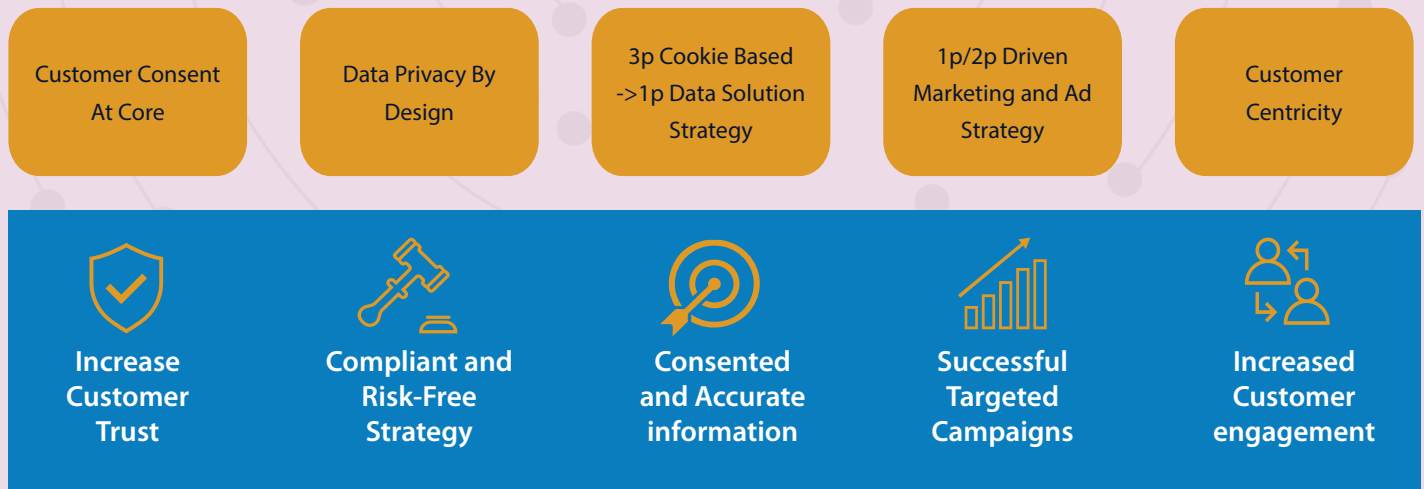 Customer Consent
At Core
Data Privacy By
Design
3p Cookie Based
->1p Data Solution
Strategy
1p/2p Driven
Marketing and Ad
Strategy
Customer
Centricity
Increase
Customer
Trust
Compliant and
Risk-Free
Strategy
Consented
and Accurate
information
Successful
Targeted
Campaigns
Increased
Customer
engagement